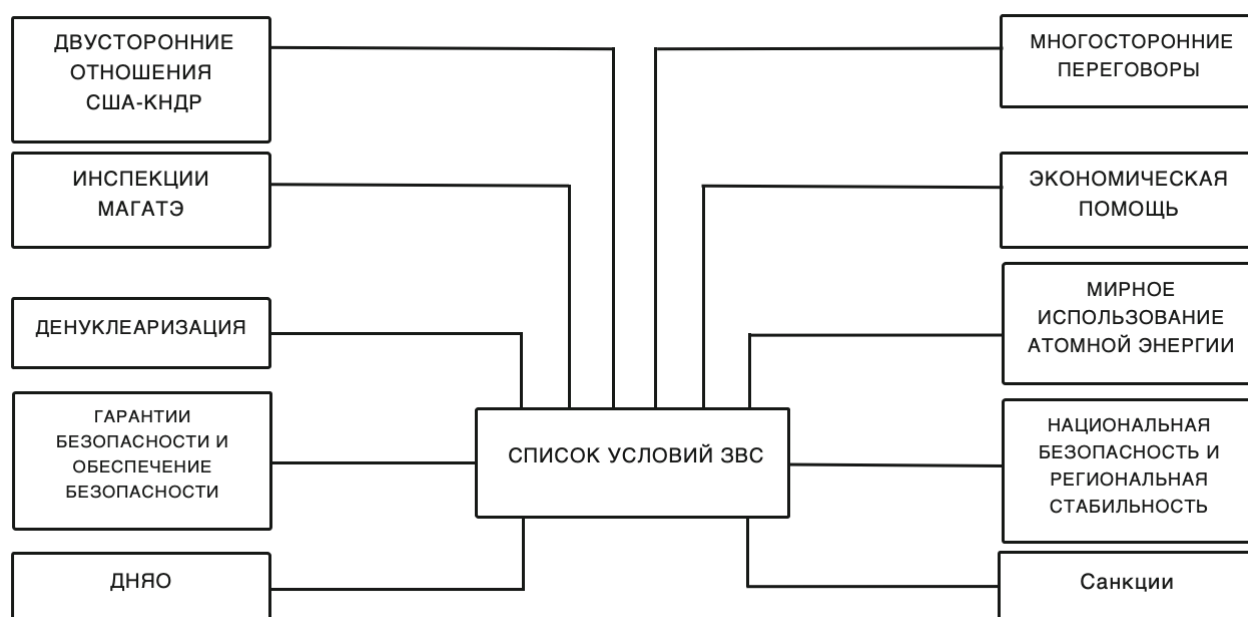 ДВУСТОРОННИЕ
ОТНОШЕНИЯ
США-КНДР
МНОГОСТОРОННИЕ
ПЕРЕГОВОРЫ
ИНСПЕКЦИИ
МАГАТЭ
ЭКОНОМИЧЕСКАЯ
ПОМОЩЬ
ДЕНУКЛЕАРИЗАЦИЯ
МИРНОЕ
ИСПОЛЬЗОВАНИЕ
АТОМНОЙ ЭНЕРГИИ
ГАРАНТИИ
БЕЗОПАСНОСТИ И
ОБЕСПЕЧЕНИЕ
БЕЗОПАСНОСТИ
СПИСОК УСЛОВИЙ ЗВС
НАЦИОНАЛЬНАЯ
БЕЗОПАСНОСТЬ И
РЕГИОНАЛЬНАЯ
СТАБИЛЬНОСТЬ
ДНЯО
Санкции